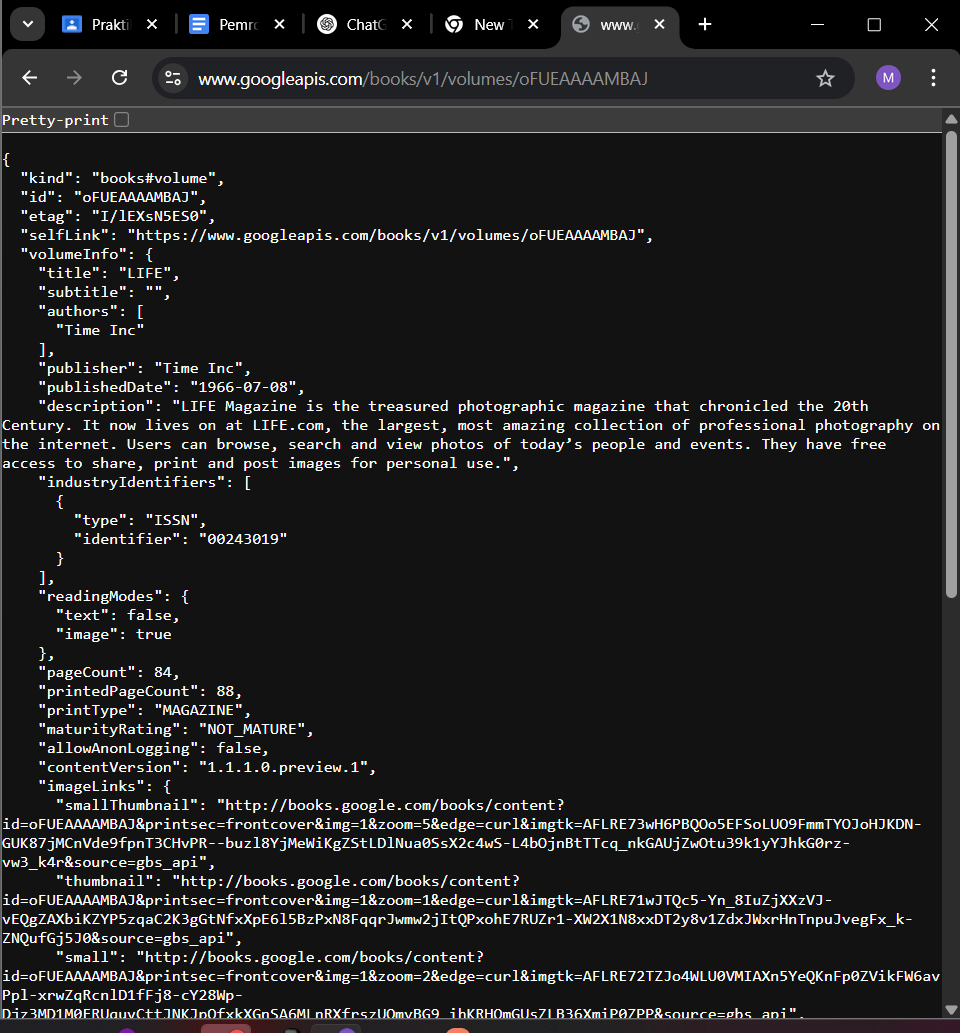 Prakti
Pemro
ChatG
New T
www.g
www.googleapis.com/books/v1/volumes/oFUEAAAAMBAJ
M
Pretty-print
{
"kind": "books#volume",
"id": "oFUEAAAAMBAJ",
"etag": "I/lEXsN5ES0",
"selfLink": "https://www.googleapis.com/books/v1/volumes/oFUEAAAAMBAJ",
"volumeInfo": {
"title": "LIFE",
"subtitle": "",
"authors": [
"Time Inc"
],
"publisher": "Time Inc",
"publishedDate": "1966-07-08",
"description": "LIFE Magazine is the treasured photographic magazine that chronicled the 20th
Century. It now lives on at LIFE.com, the largest, most amazing collection of professional photography on
the internet. Users can browse, search and view photos of today’s people and events. They have free
access to share, print and post images for personal use.",
"industryIdentifiers": [
{
"type": "ISSN",
"identifier": "00243019"
}
],
"readingModes": {
"text": false,
"image": true
},
"pageCount": 84,
"printedPageCount": 88,
"printType": "MAGAZINE",
"maturityRating": "NOT_MATURE",
"allowAnonLogging": false,
"contentVersion": "1.1.1.0.preview.1",
"imageLinks": {
"smallThumbnail": "http://books.google.com/books/content?
id=oFUEAAAAMBAJ&printsec=frontcover&img=1&zoom=5&edge=curl&imgtk=AFLRE73wH6PBQOo5EFSoLUO9FmmTYOJoHJKDN-
GUK87jMCnVde9fpnT3CHvPR--buzl8YjMeWiKgZStLDlNua0SsX2c4wS-L4bOjnBtTTcq_nkGAUjZwOtu39k1yYJhkG0rz-
vw3_k4r&source=gbs_api",
"thumbnail": "http://books.google.com/books/content?
id=oFUEAAAAMBAJ&printsec=frontcover&img=1&zoom=1&edge=curl&imgtk=AFLRE71wJTQc5-Yn_8IuZjXXzVJ-
vEQgZAXbiKZYP5zqaC2K3gGtNfxXpE6l5BzPxN8FqqrJwmw2jItQPxohE7RUZr1-XW2X1N8xxDT2y8v1ZdxJWxrHnTnpuJvegFx_k-
ZNQufGj5J0&source=gbs_api",
"small": "http://books.google.com/books/content?
id=oFUEAAAAMBAJ&printsec=frontcover&img=1&zoom=2&edge=curl&imgtk=AFLRE72TZJo4WLU0VMIAXn5YeQKnFp0ZVikFW6av
Ppl-xrwZqRcnlD1fFj8-cY28Wp-